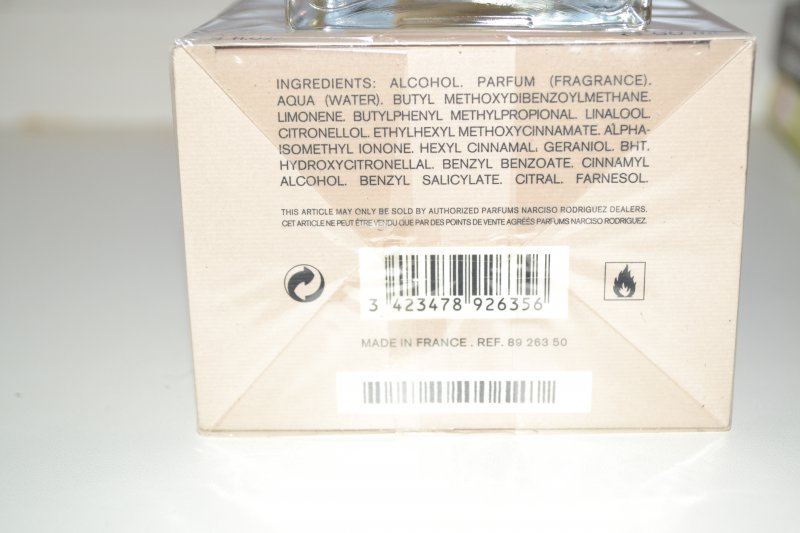 INGREDIENTS: ALCOHOL. PARFUM (FRAGRANCE).
AQUA (WATER). BUTYL METHOXYDIBENZOYLMETHANE.
LIMONENE. BUTYLPHENYL METHYLPROPIONAL. LINALOOL.
CITRONELLOL. ETHYLHEXYL METHOXYCINNAMATE. ALPHA-
ISOMETHYL IONONE. HEXYL CINNAMAL. GERANIOL. BHT.
HYDROXYCITRONELLAL. BENZYL BENZOATE. CINNAMYL
ALCOHOL. BENZYL SALICYLATE. CITRAL. FARNESOL.
THIS ARTICLE MAY ONLY BE SOLD BY AUTHORIZED PARFUMS NARCISO RODRIGUEZ DEALERS.
CET ARTICLE NE PEUT ÊTRE VENDU QUE PAR DES POINTS DE VENTE AGRÉÉS PARFUMS NARCISO RODRIGUEZ.
3 423478 926356
MADE IN FRANCE . REF. 89 263 50